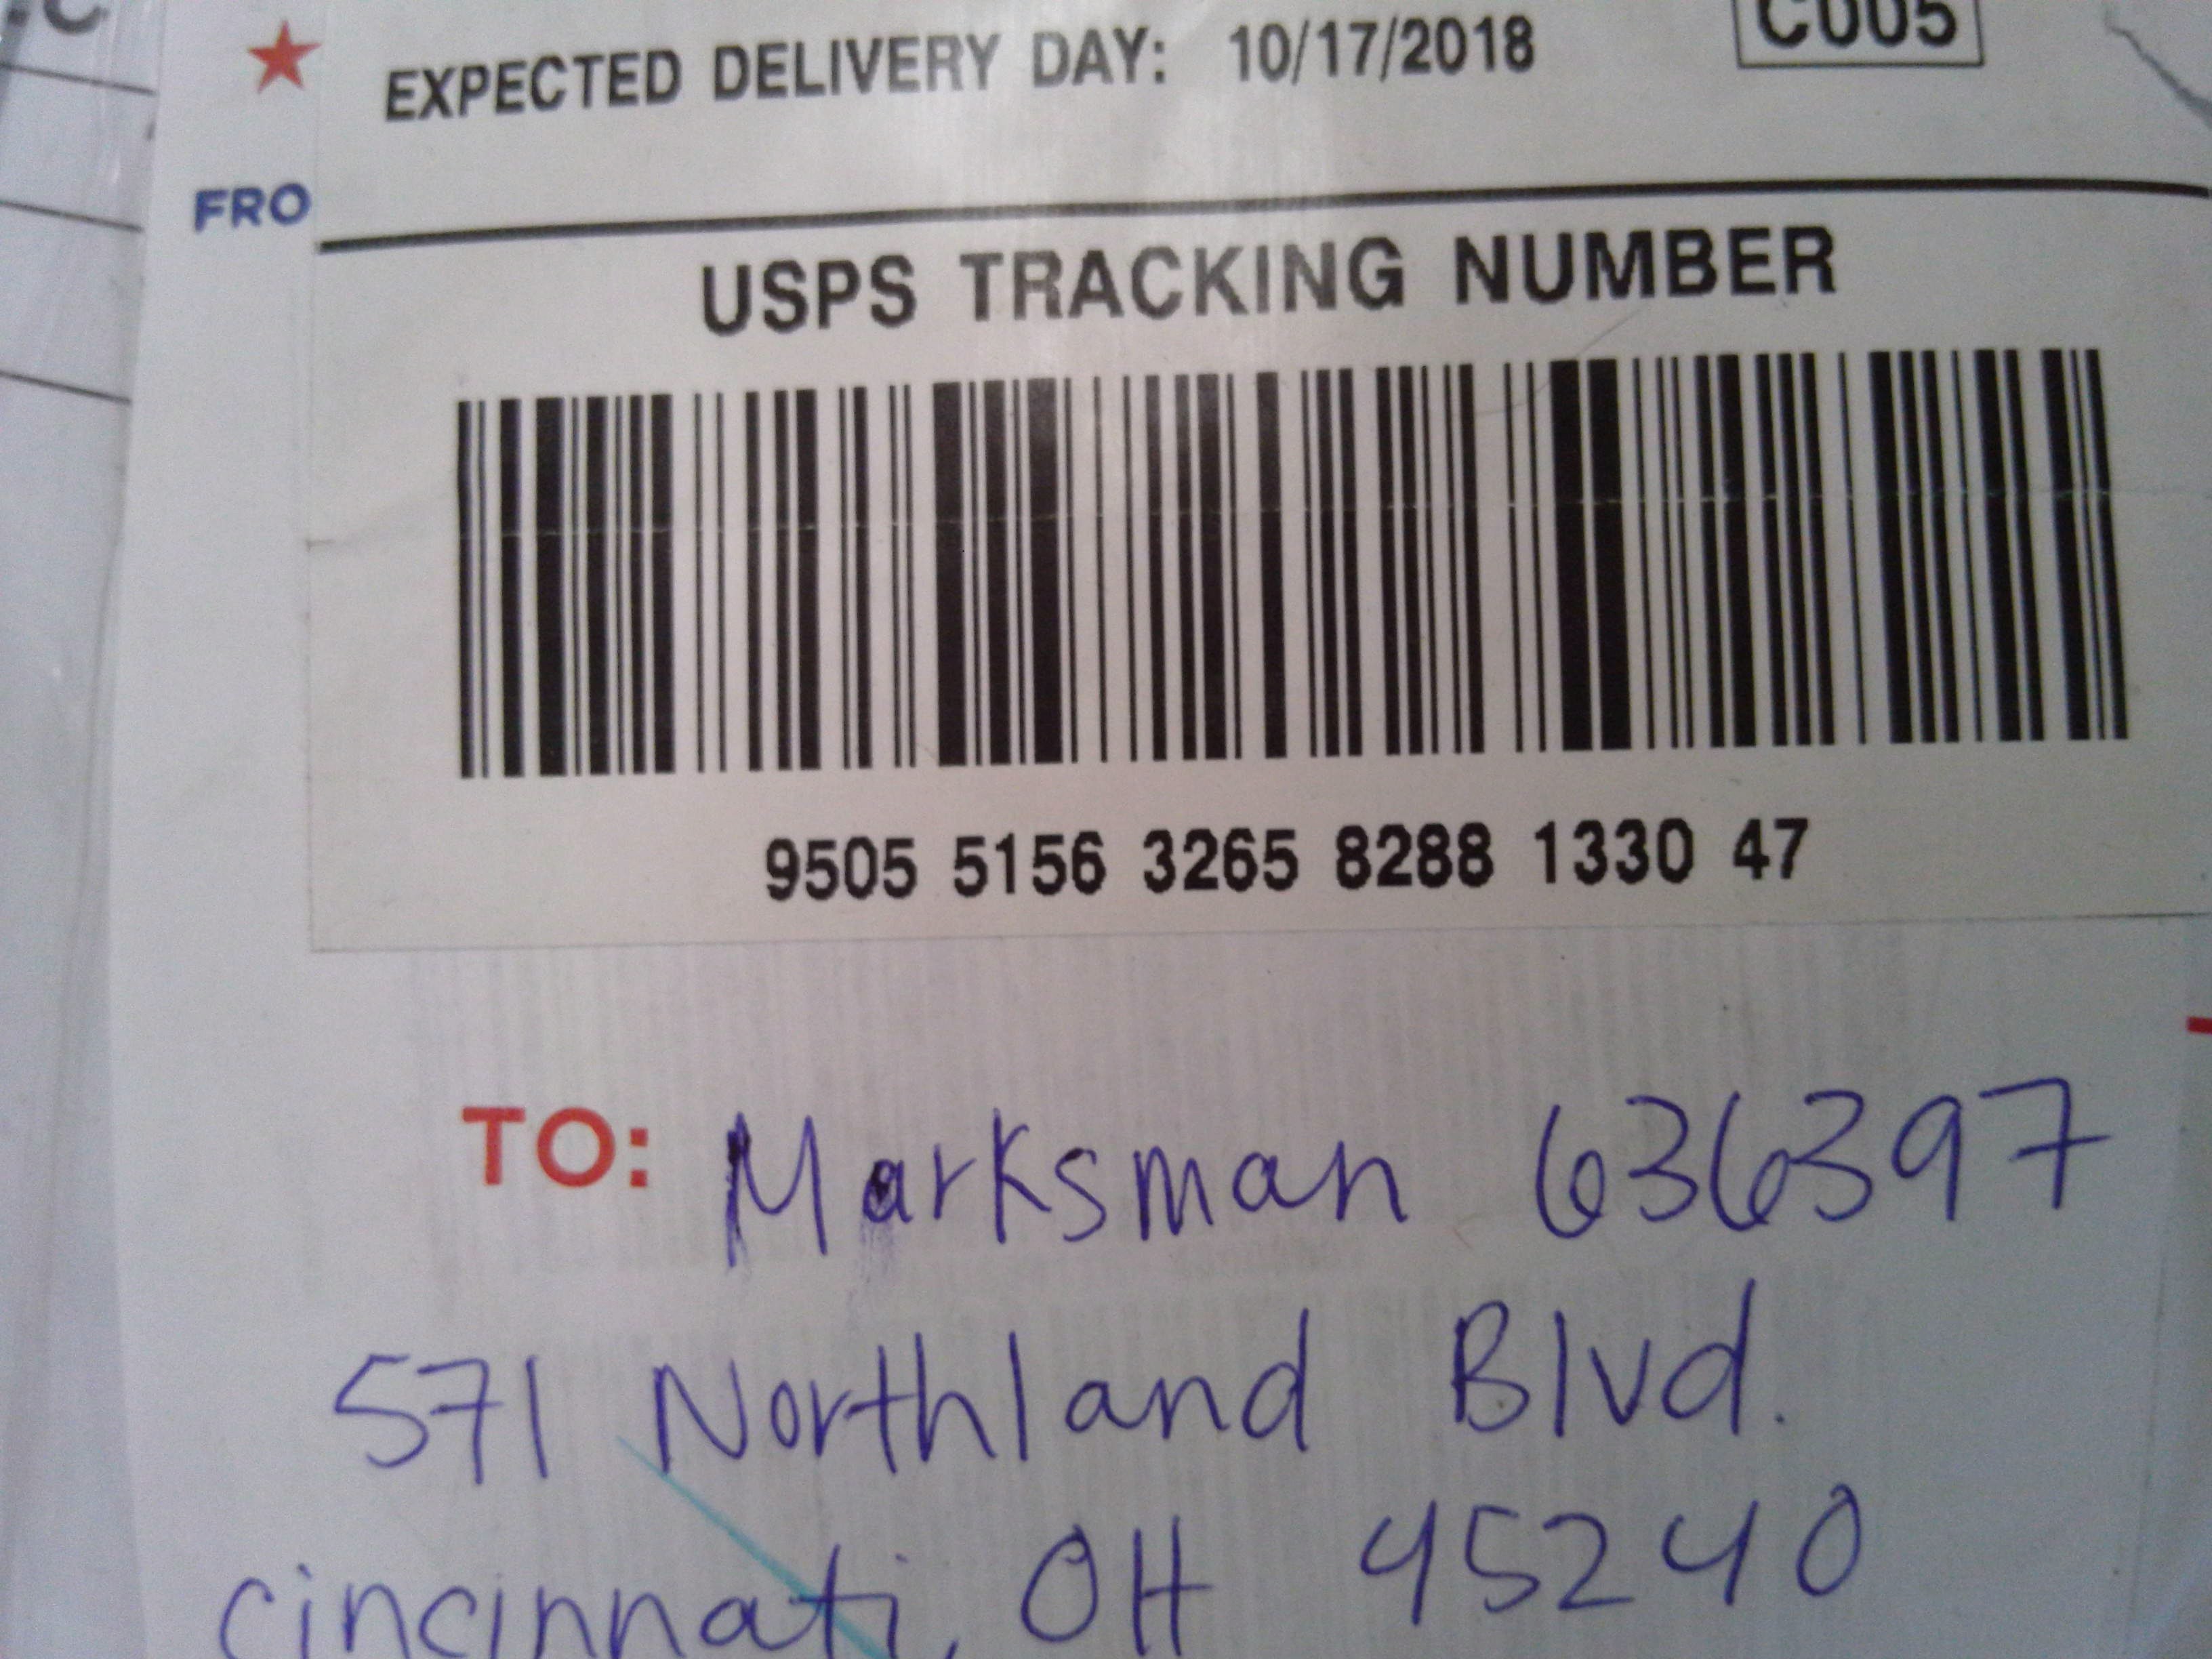 EXPECTED DELIVERY DAY: 10/17/2018
C005
FRO
USPS TRACKING NUMBER
9505 5156 3265 8288 1330 47
TO: Marksman 636397
571 Northland Blvd.
cincinnati, OH 45240